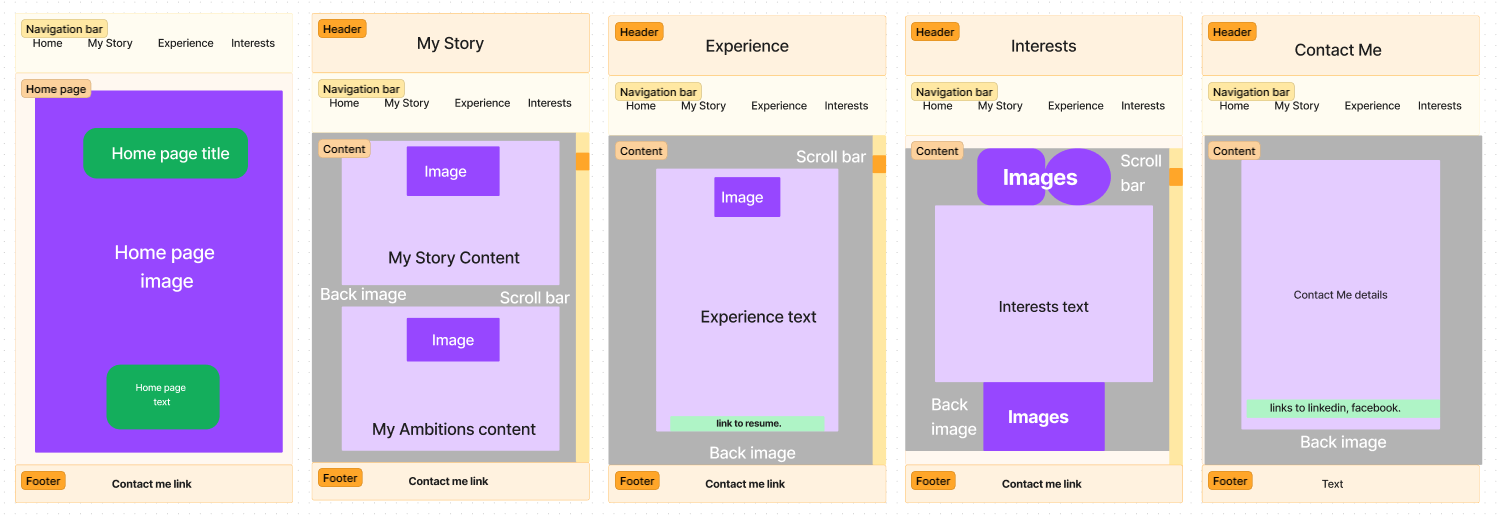 Navigation bar
Home My Story Experience Interests
Home page
Home page title
Home page
image
Home page
text
Footer
Contact me link
Header
My Story
Navigation bar
Home My Story Experience Interests
Content
Image
My Story Content
Back image
Scroll bar
Image
My Ambitions content
Footer
Contact me link
Header
Experience
Navigation bar
Home My Story Experience Interests
Content
Scroll bar
Image
Experience text
link to resume.
Back image
Footer
Contact me link
Header
Interests
Navigation bar
Home My Story Experience Interests
Content
Images
Scroll
bar
Interests text
Back
image
Images
Footer
Contact me link
Header
Contact Me
Navigation bar
Home My Story Experience Interests
Content
Contact Me details
links to linkedin, facebook.
Back image
Footer
Text